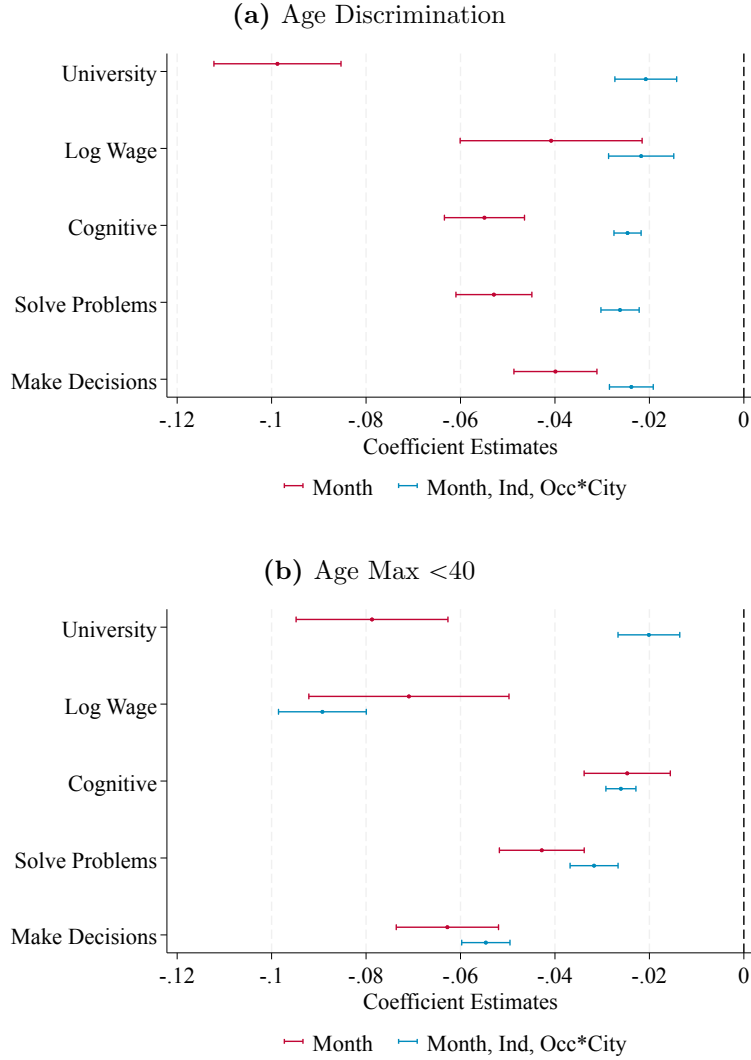 (a) Age Discrimination
University
Log Wage
Cognitive
Solve Problems
Make Decisions
-.12 -.1 -.08 -.06 -.04 -.02 0
Coefficient Estimates
Month Month, Ind, Occ*City
(b) Age Max <40
University
Log Wage
Cognitive
Solve Problems
Make Decisions
-.12 -.1 -.08 -.06 -.04 -.02 0
Coefficient Estimates
Month Month, Ind, Occ*City